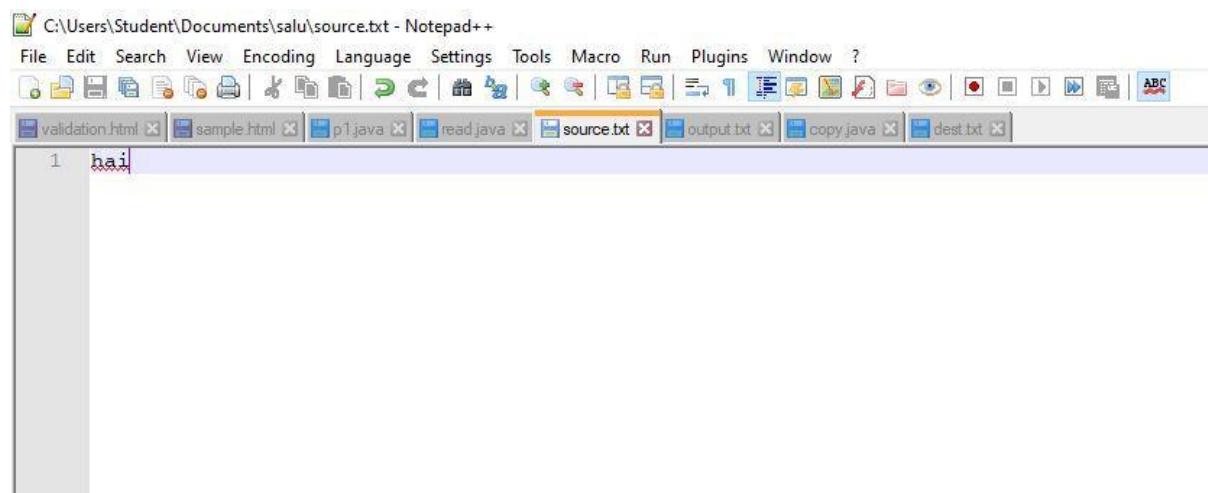 C:\Users\Student\Documents\salu\source.txt - Notepad++
File Edit Search View Encoding Language Settings Tools Macro Run Plugins Window ?
ABC
validation.html sample.html p1.java read.java source.txt output.txt copy.java dest.txt
1 hai